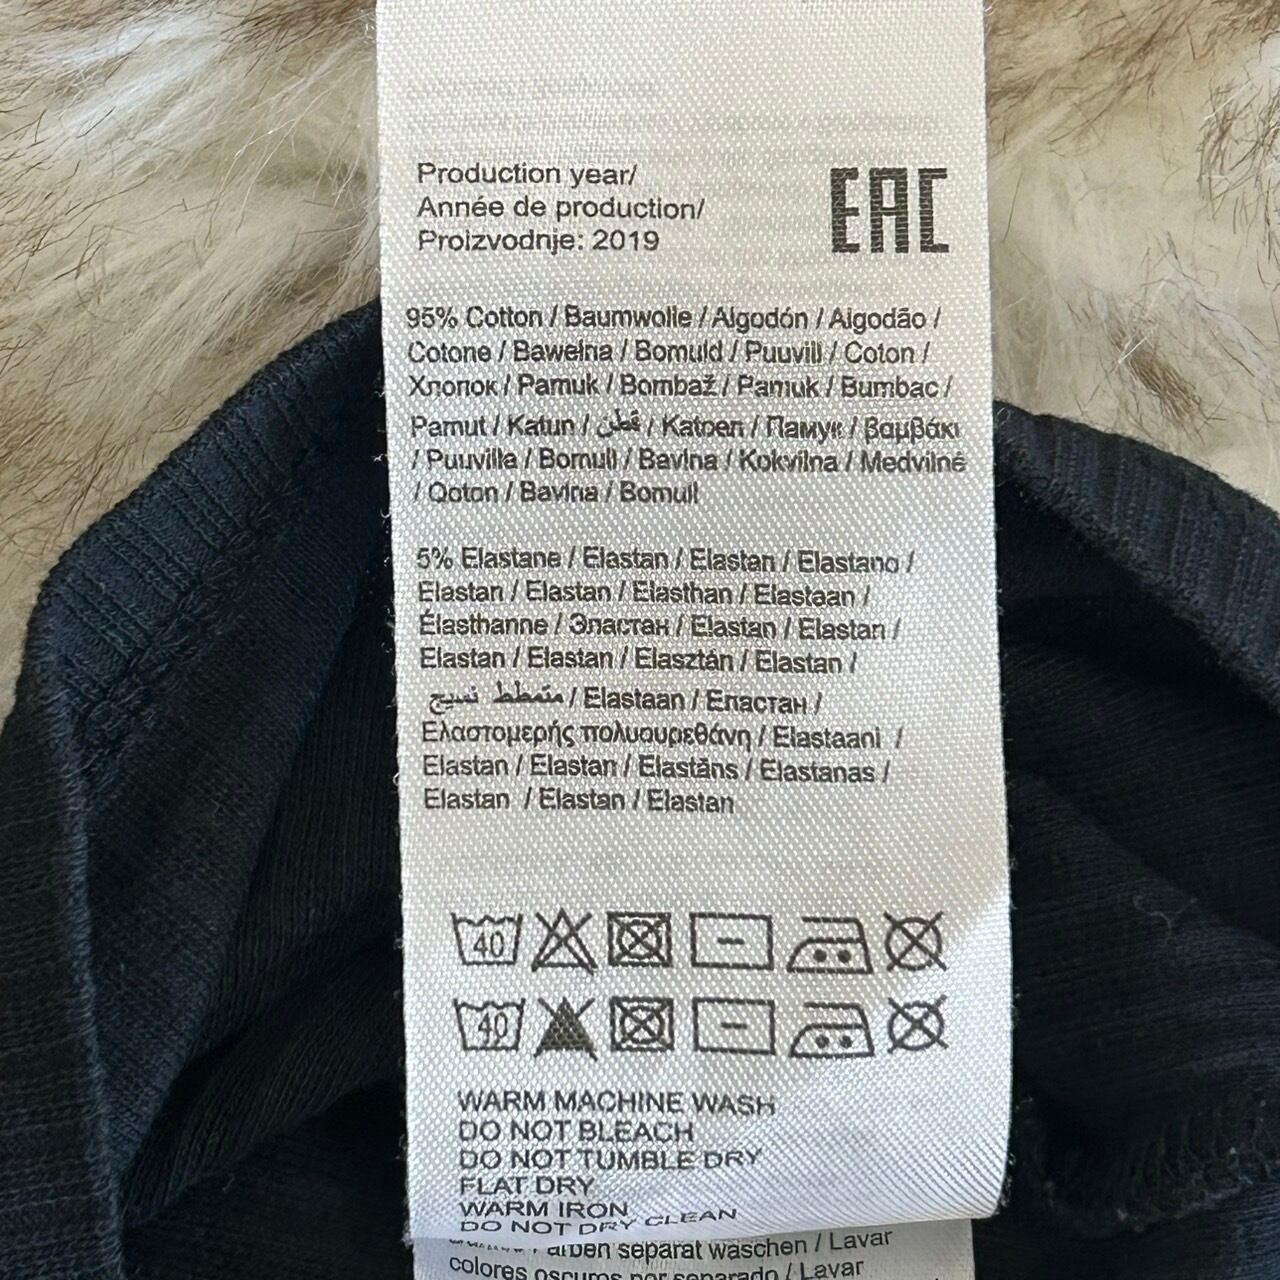 Production year/
Année de production/
Proizvodnje: 2019
EAC
95% Cotton / Baumwolle / Algodón / Algodão /
Cotone / Bawełna / Bomuld / Puuvill / Coton /
Хлопок / Pamuk / Bombaž / Pamuk / Bumbac /
Pamut / Katun / قطن / Katoen / Памук / βαμβάκι
/ Puuvilla / Bomull / Bavlna / Kokvilna / Medvilnė
/ Qoton / Bavlna / Bomull
5% Elastane / Elastan / Elastan / Elastano /
Elastan / Elastan / Elasthan / Elastaan /
Élasthanne / Эластан / Elastan / Elastan /
Elastan / Elastan / Elasztán / Elastan /
نسيج متمطط / Elastaan / Еластан /
Ελαστομερής πολυουρεθάνη / Elastaani /
Elastan / Elastan / Elastāns / Elastanas /
Elastan / Elastan / Elastan
40
40
WARM MACHINE WASH
DO NOT BLEACH
DO NOT TUMBLE DRY
FLAT DRY
WARM IRON
DO NOT DRY CLEAN
Farben separat waschen / Lavar
colores oscuros por separado / Lavar